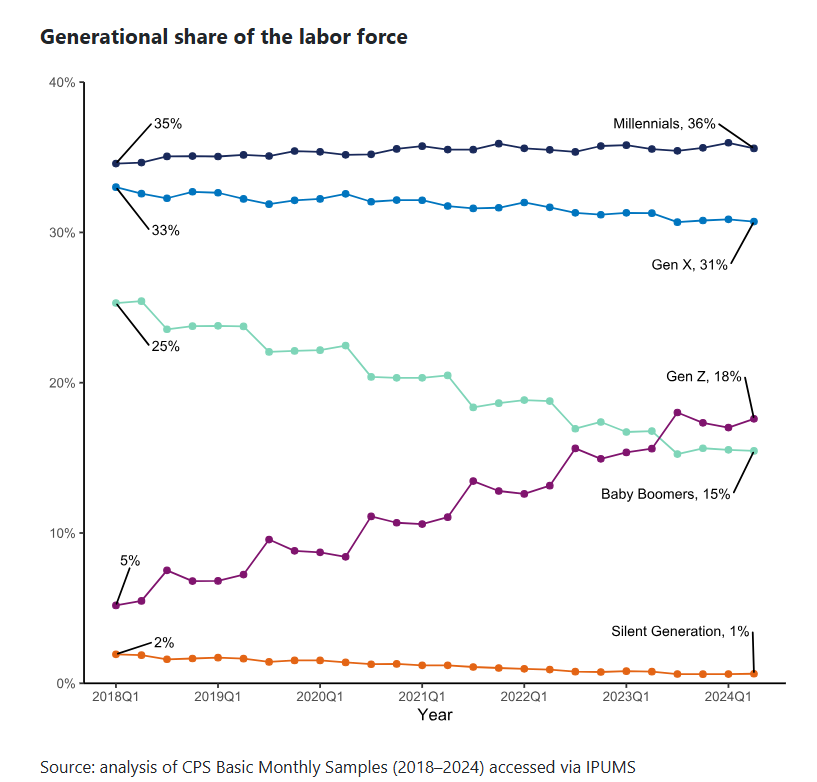 Generational share of the labor force
40%
35%
Millennials, 36%
33%
30%
Gen X, 31%
25%
Gen Z, 18%
20%
Baby Boomers, 15%
10%
5%
Silent Generation, 1%
2%
0%
2018Q1 2019Q1 2020Q1 2021Q1 2022Q1 2023Q1 2024Q1
Year
Source: analysis of CPS Basic Monthly Samples (2018–2024) accessed via IPUMS